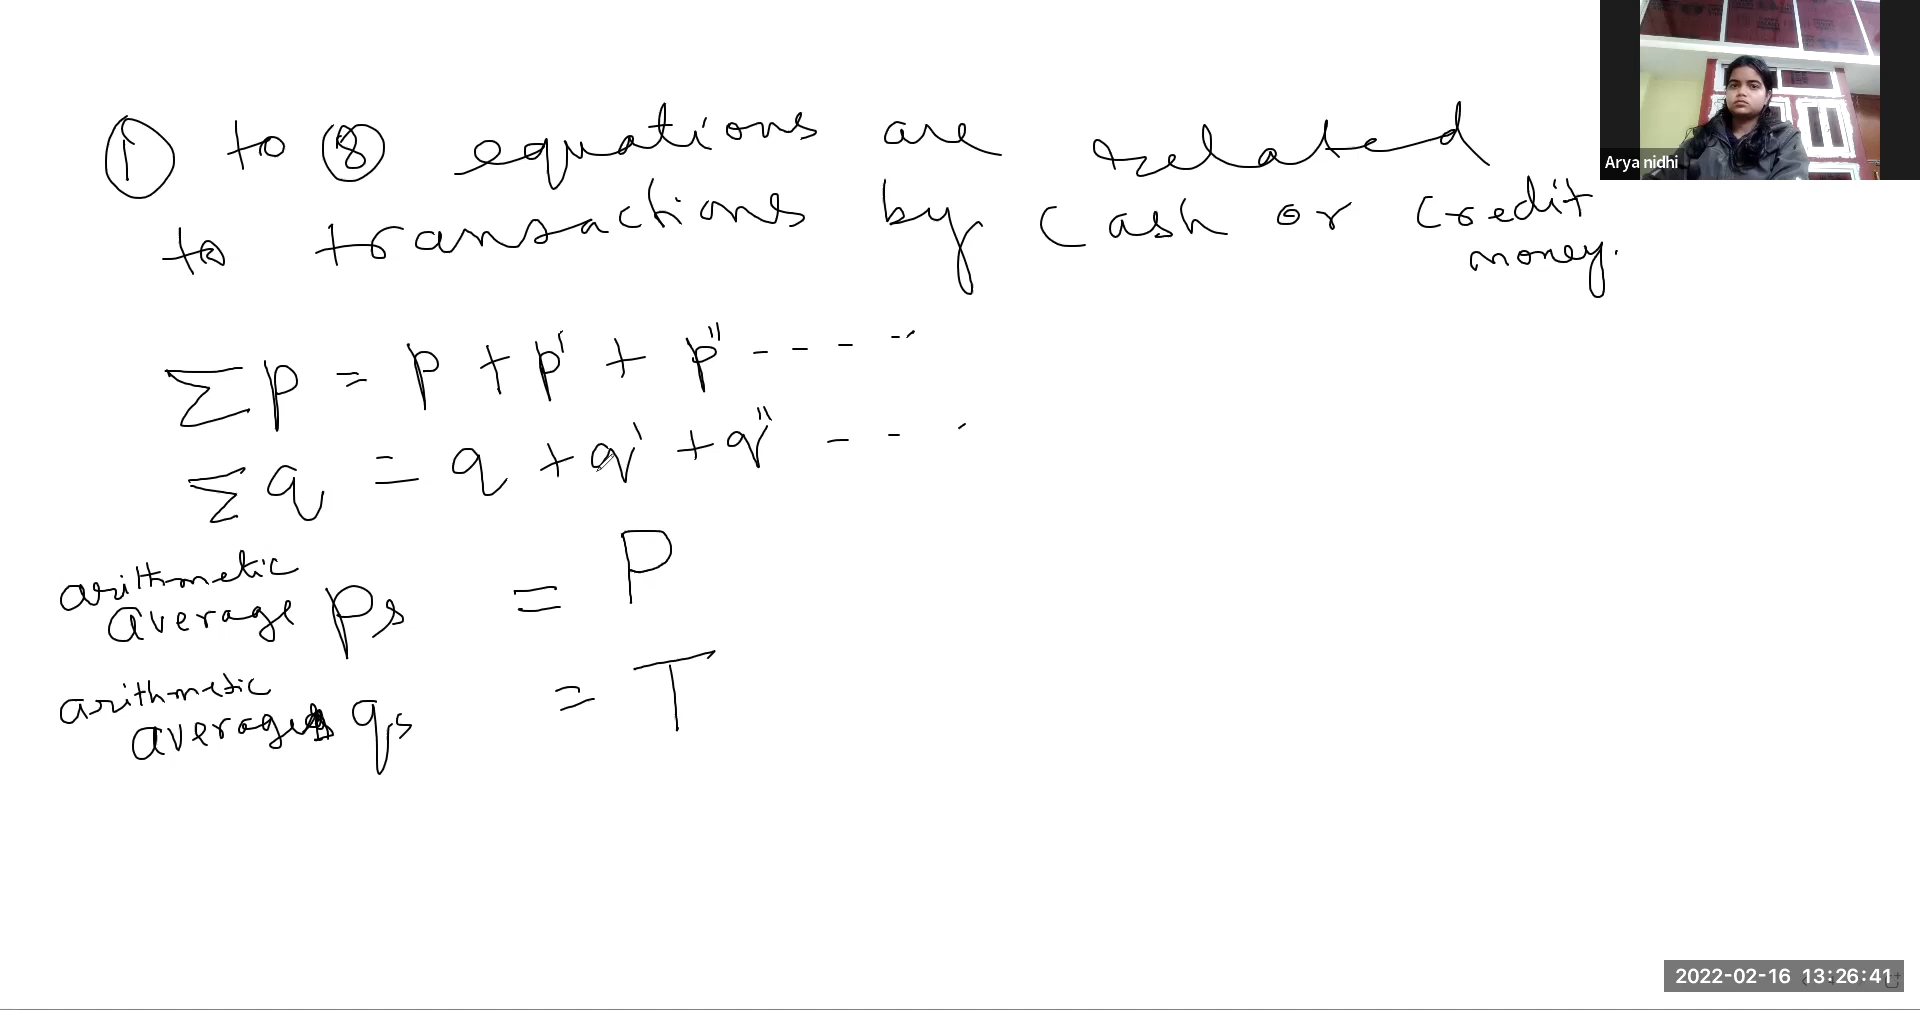 ① to ⑧ equations are related
to transactions by cash or credit
money.
Σp = p + p' + p'' - - - - -
Σq = q + q' + q'' - - -
arithmetic
average ps = P
arithmetic
average qs = T
Arya nidhi
2022-02-16 13:26:41